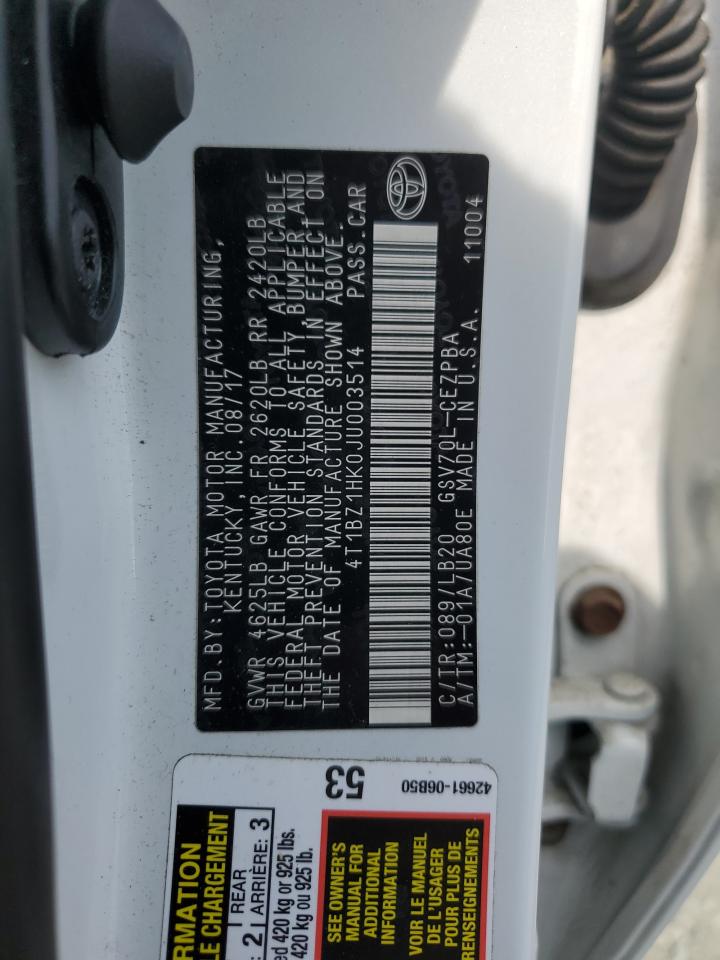 MFD.BY:TOYOTA MOTOR MANUFACTURING,
KENTUCKY,INC.08/17
GVWR 4625LB GAWR FR 2620LB RR 2420LB
THIS VEHICLE CONFORMS TO ALL APPLICABLE
FEDERAL MOTOR VEHICLE SAFETY, BUMPER AND
THEFT PREVENTION STANDARDS IN EFFECT ON
THE DATE OF MANUFACTURE SHOWN ABOVE.
4T1BZ1HK0JU003514 PASS.CAR
C/TR:089/LB20 GSV70L-CEZPBA
A/TM:-01A/UA80E MADE IN U.S.A. 11004
53
42661-06B50
LE CHARGEMENT
2 REAR
ARRIÈRE: 3
420 kg or 925 lbs.
420 kg ou 925 lb.
SEE OWNER'S
MANUAL FOR
ADDITIONAL
INFORMATION
VOIR LE MANUEL
DE L'USAGER
POUR PLUS DE
RENSEIGNEMENTS